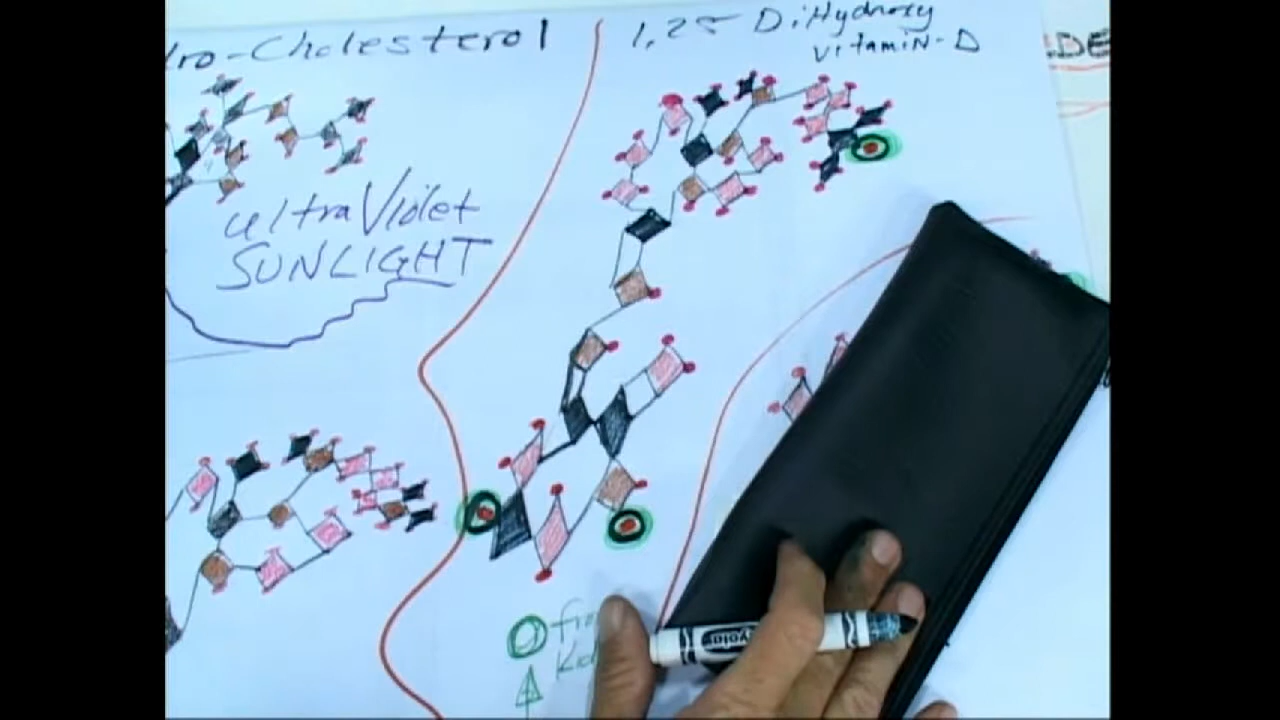 ro-Cholesterol
1,25 DiHydroxy
vitamiN-D
DE
ultraViolet
SUNLIGHT